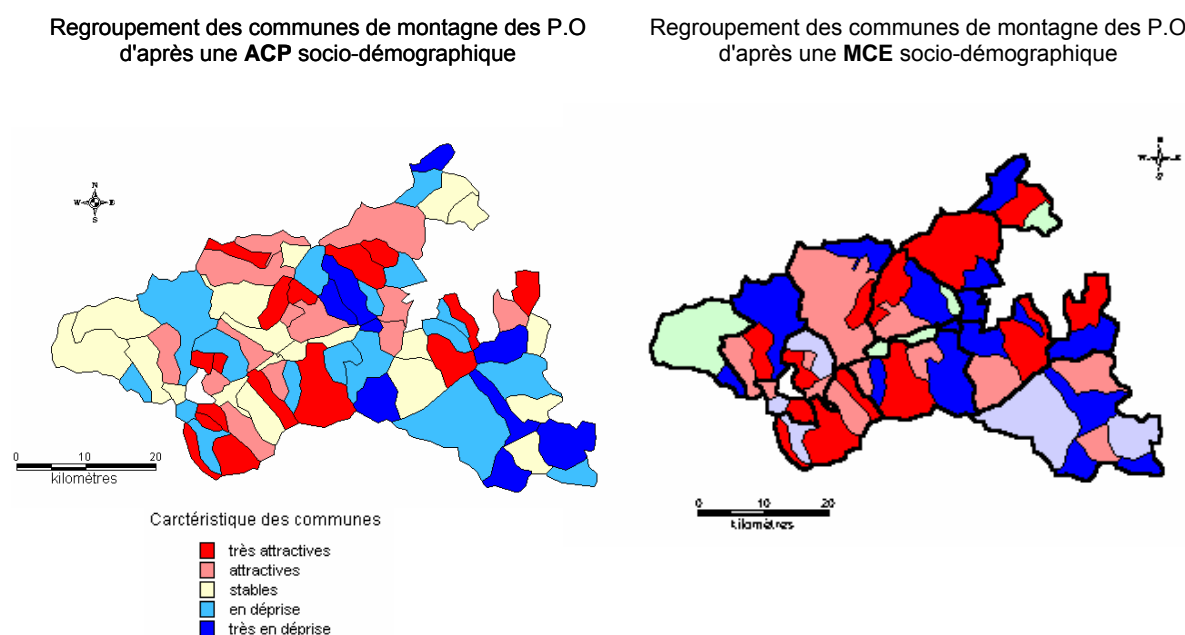 Regroupement des communes de montagne des P.O
d'après une ACP socio-démographique
Regroupement des communes de montagne des P.O
d'après une MCE socio-démographique
N
W E
S
N
W E
S
0 10 20
kilomètres
0 10 20
kilomètres
Carctéristique des communes
très attractives
attractives
stables
en déprise
très en déprise